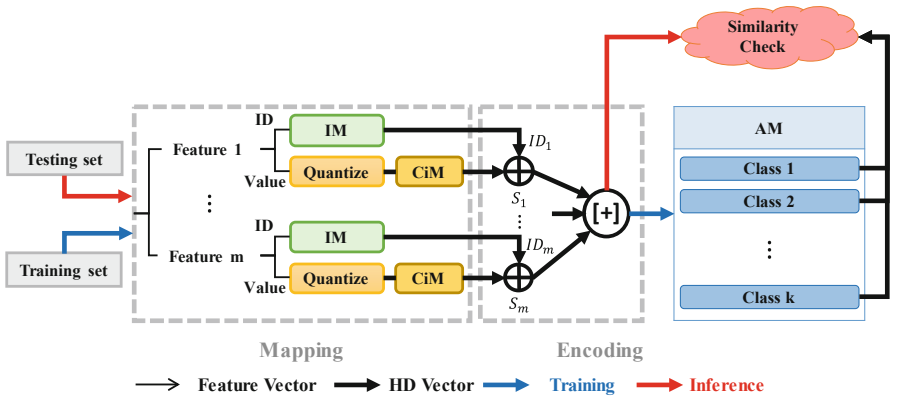 Similarity
Check
AM
Class 1
Class 2
⋮
Class k
Testing set
Training set
Feature 1
⋮
Feature m
ID
IM
Value
Quantize
CiM
ID
IM
Value
Quantize
CiM
ID₁
S₁
⋮
IDₘ
Sₘ
[+]
Mapping
Encoding
Feature Vector
HD Vector
Training
Inference